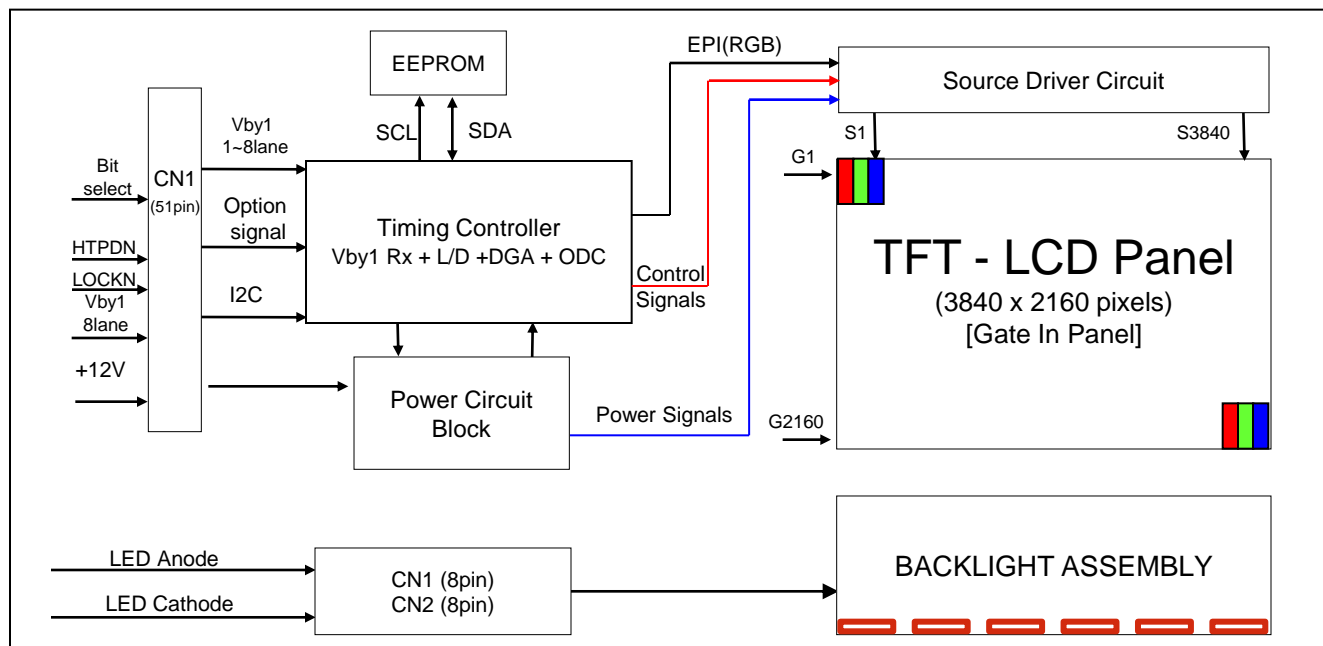 EEPROM
SCL
SDA
EPI(RGB)
Source Driver Circuit
S1
S3840
G1
Vby1
1~8lane
Bit
select
CN1
(51pin)
Option
signal
HTPDN
LOCKN
Vby1
8lane
I2C
+12V
Timing Controller
Vby1 Rx + L/D +DGA + ODC
Control
Signals
TFT - LCD Panel
(3840 x 2160 pixels)
[Gate In Panel]
Power Circuit
Block
Power Signals
G2160
LED Anode
LED Cathode
CN1 (8pin)
CN2 (8pin)
BACKLIGHT ASSEMBLY